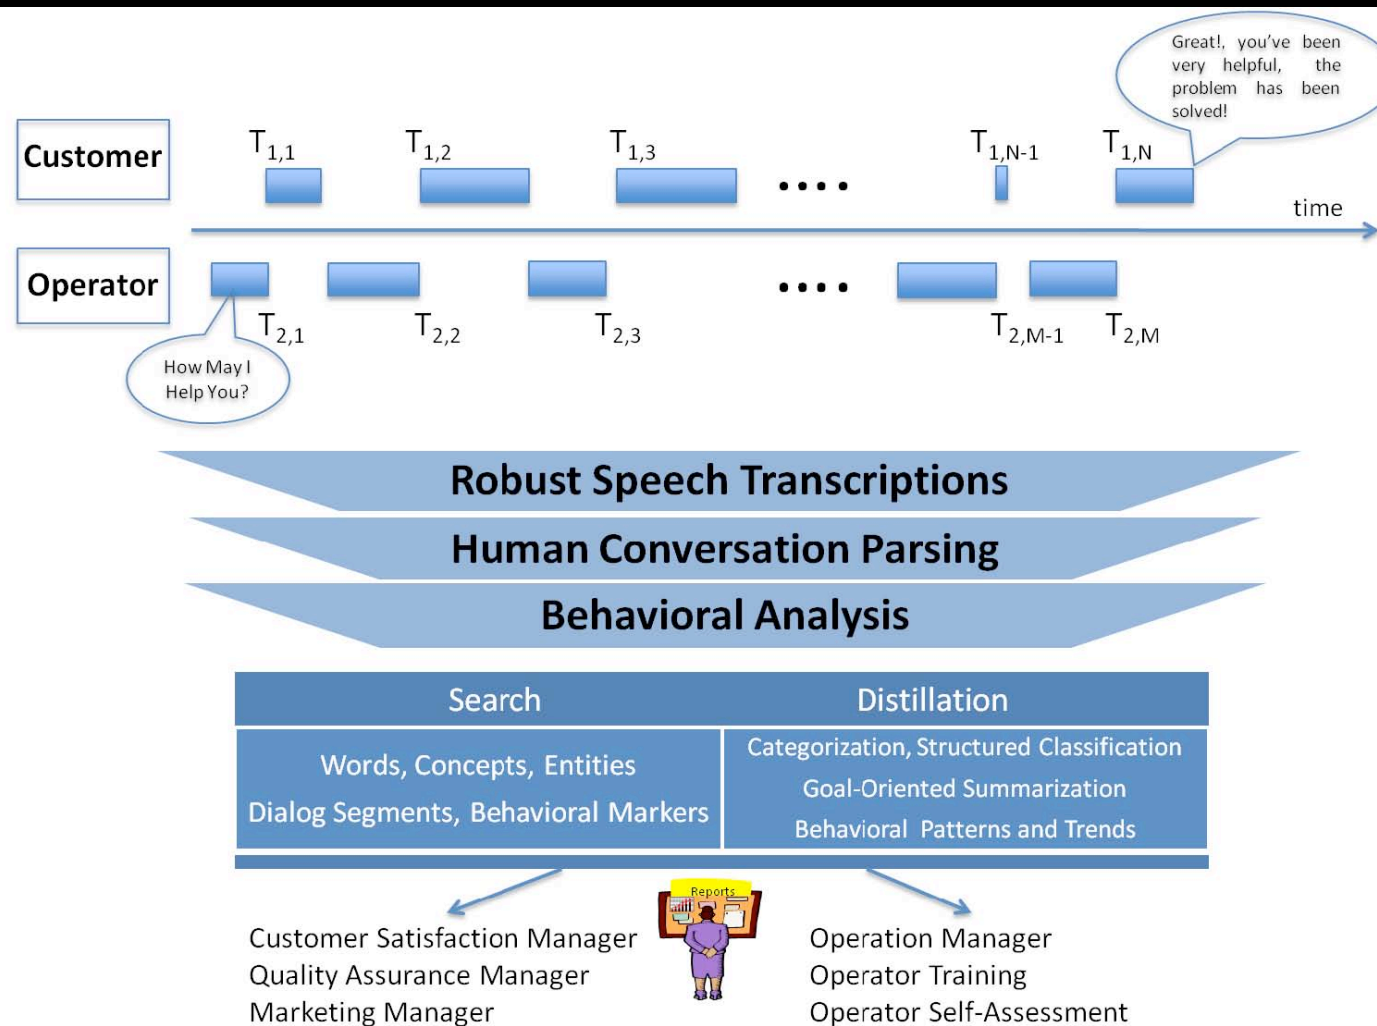 Great!, you've been
very helpful, the
problem has been
solved!
Customer
T1,1
T1,2
T1,3
....
T1,N-1
T1,N
time
Operator
....
T2,1
T2,2
T2,3
T2,M-1
T2,M
How May I
Help You?
Robust Speech Transcriptions
Human Conversation Parsing
Behavioral Analysis
Search
Distillation
Words, Concepts, Entities
Dialog Segments, Behavioral Markers
Categorization, Structured Classification
Goal-Oriented Summarization
Behavioral Patterns and Trends
Reports
Customer Satisfaction Manager
Quality Assurance Manager
Marketing Manager
Operation Manager
Operator Training
Operator Self-Assessment